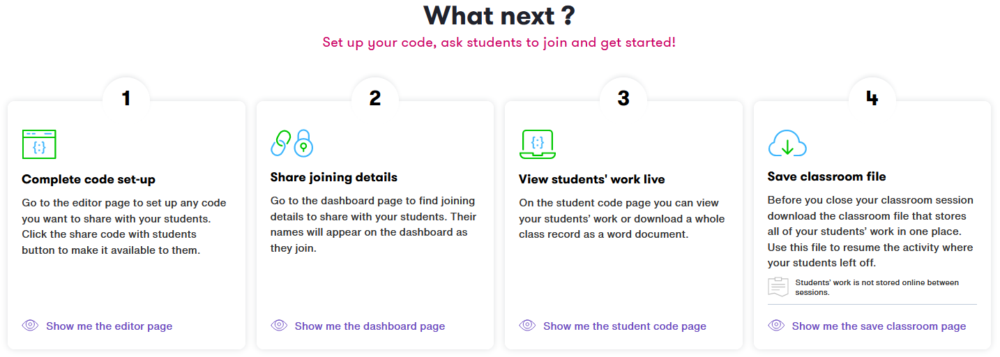 What next ?
Set up your code, ask students to join and get started!
1
{:}
Complete code set-up
Go to the editor page to set up any code
you want to share with your students.
Click the share code with students
button to make it available to them.
Show me the editor page
2
Share joining details
Go to the dashboard page to find joining
details to share with your students. Their
names will appear on the dashboard as
they join.
Show me the dashboard page
3
{:}
View students' work live
On the student code page you can view
your students’ work or download a whole
class record as a word document.
Show me the student code page
4
Save classroom file
Before you close your classroom session
download the classroom file that stores
all of your students’ work in one place.
Use this file to resume the activity where
your students left off.
Students’ work is not stored online between
sessions.
Show me the save classroom page